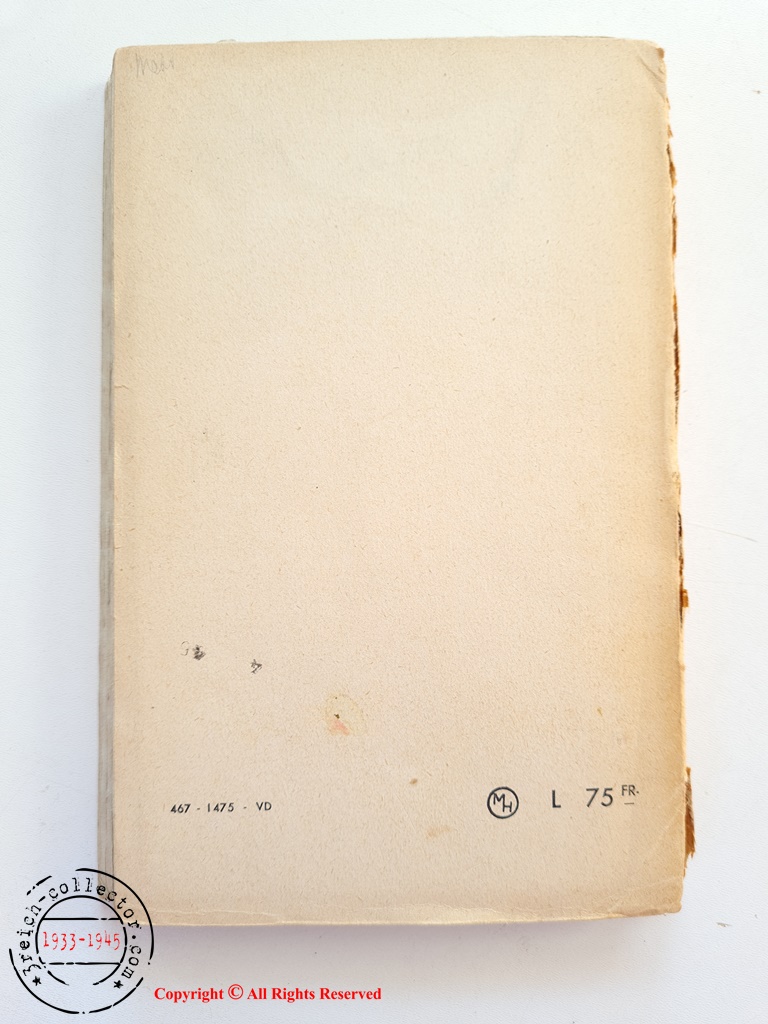 467 - 1475 - VD
MH L 75 FR.
3reich-collector.com
1933-1945
Copyright © All Rights Reserved